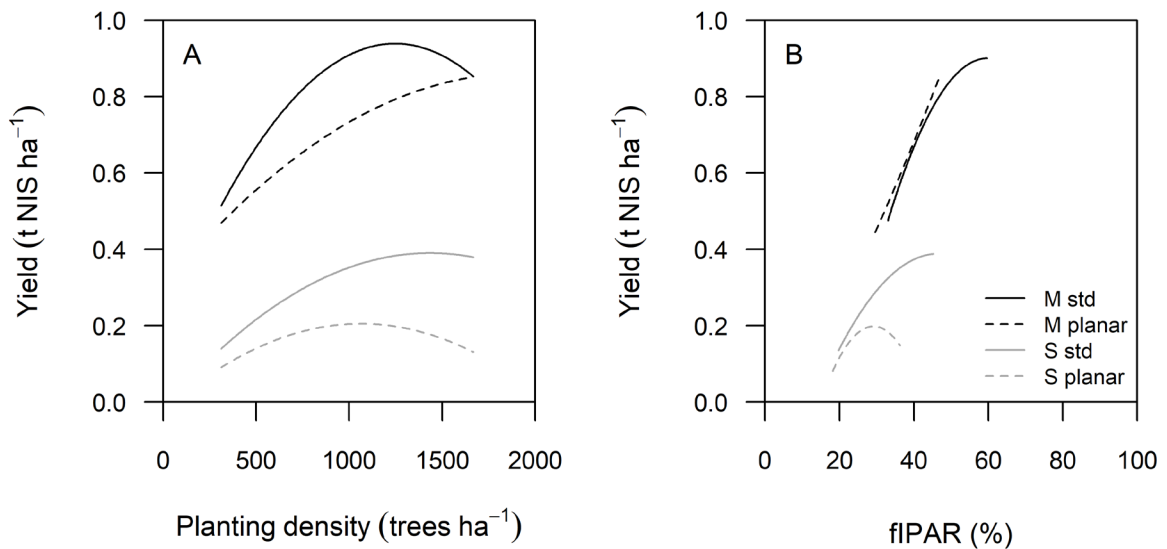 A
Yield (t NIS ha−1)
1.0
0.8
0.6
0.4
0.2
0.0
0 500 1000 1500 2000
Planting density (trees ha−1)
B
Yield (t NIS ha−1)
1.0
0.8
0.6
0.4
0.2
0.0
M std
M planar
S std
S planar
0 20 40 60 80 100
fIPAR (%)